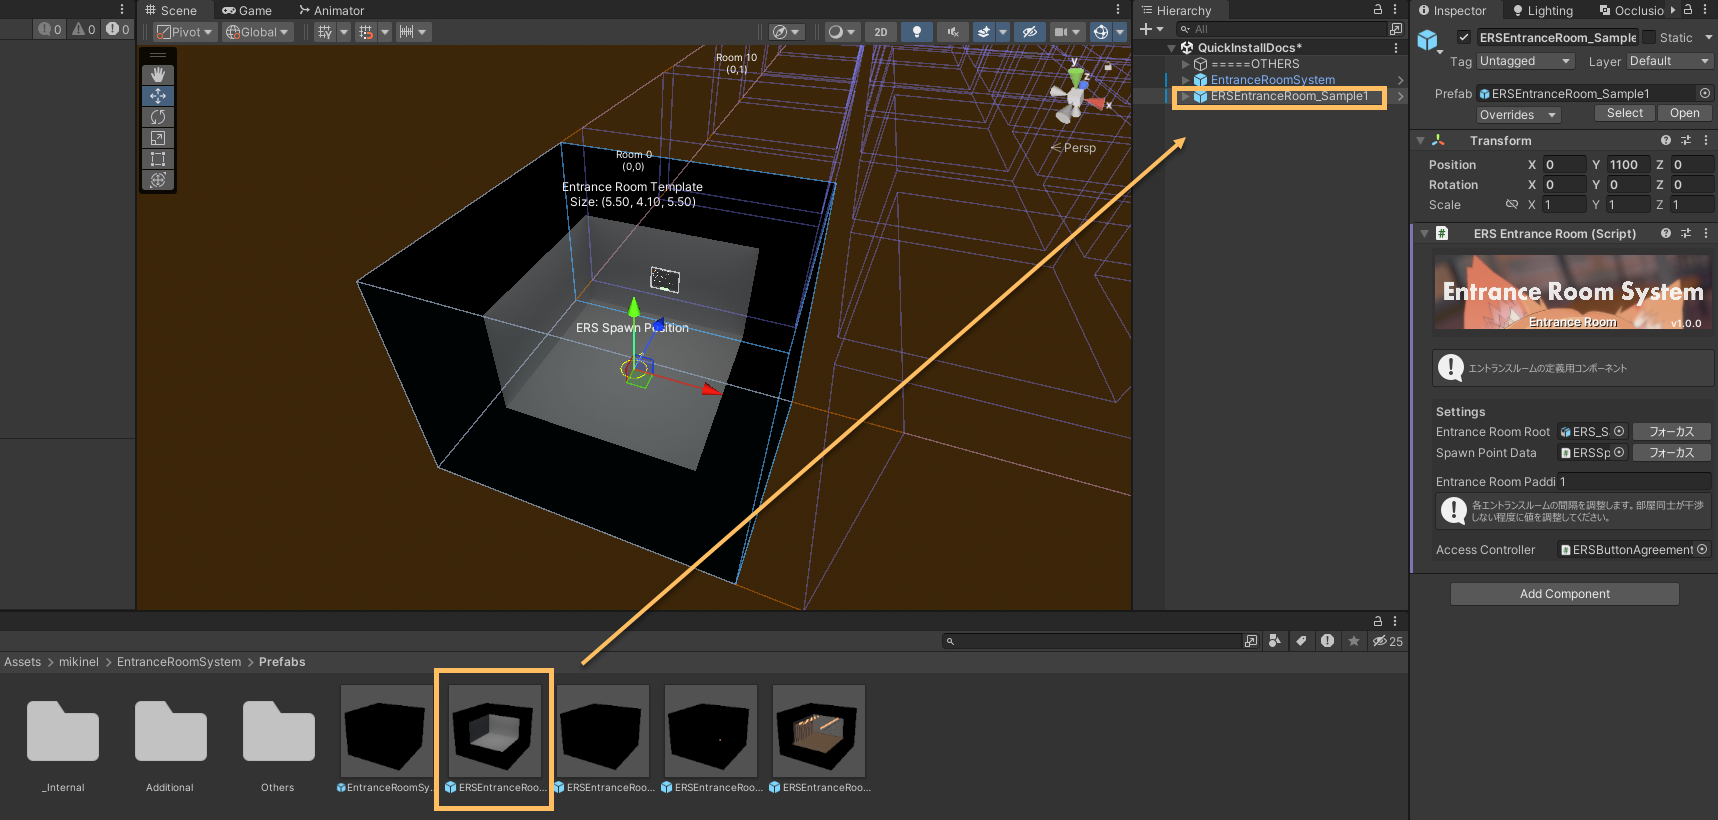 Scene
Game
Animator
0
0
0
Pivot
Global
2D
Room 10
(0,1)
Room 0
(0,0)
Entrance Room Template
Size: (5.50, 4.10, 5.50)
ERS Spawn Position
y
z
x
Persp
Hierarchy
All
QuickInstallDocs*
=====OTHERS
EntranceRoomSystem
ERSEntranceRoom_Sample1
Inspector
Lighting
Occlusio
ERSEntranceRoom_Sample
Static
Tag
Untagged
Layer
Default
Prefab
ERSEntranceRoom_Sample1
Overrides
Select
Open
Transform
Position X 0 Y 1100 Z 0
Rotation X 0 Y 0 Z 0
Scale X 1 Y 1 Z 1
ERS Entrance Room (Script)
Entrance Room System
Entrance Room
v1.0.0
エントランスルームの定義用コンポーネント
Settings
Entrance Room Root
ERS_S
フォーカス
Spawn Point Data
ERSSp
フォーカス
Entrance Room Paddi 1
各エントランスルームの間隔を調整します。部屋同士が干渉
しない程度に値を調整してください。
Access Controller
ERSButtonAgreement
Add Component
25
Assets > mikinel > EntranceRoomSystem > Prefabs
_Internal
Additional
Others
EntranceRoomSy...
ERSEntranceRoo...
ERSEntranceRoo...
ERSEntranceRoo...
ERSEntranceRoo...